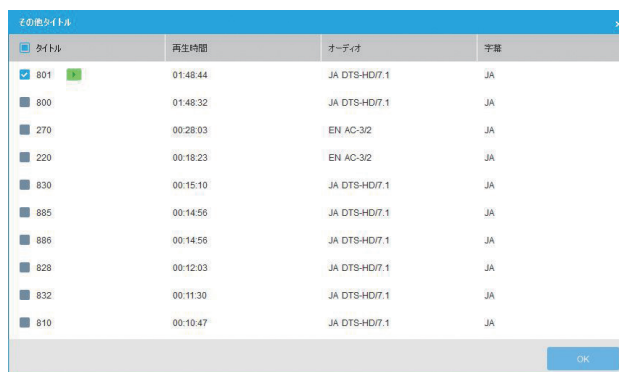 その他タイトル
タイトル 再生時間 オーディオ 字幕
801 01:48:44 JA DTS-HD/7.1 JA
800 01:48:32 JA DTS-HD/7.1 JA
270 00:28:03 EN AC-3/2 JA
220 00:18:23 EN AC-3/2 JA
830 00:15:10 JA DTS-HD/7.1 JA
885 00:14:56 JA DTS-HD/7.1 JA
886 00:14:56 JA DTS-HD/7.1 JA
828 00:12:03 JA DTS-HD/7.1 JA
832 00:11:30 JA DTS-HD/7.1 JA
810 00:10:47 JA DTS-HD/7.1 JA
OK